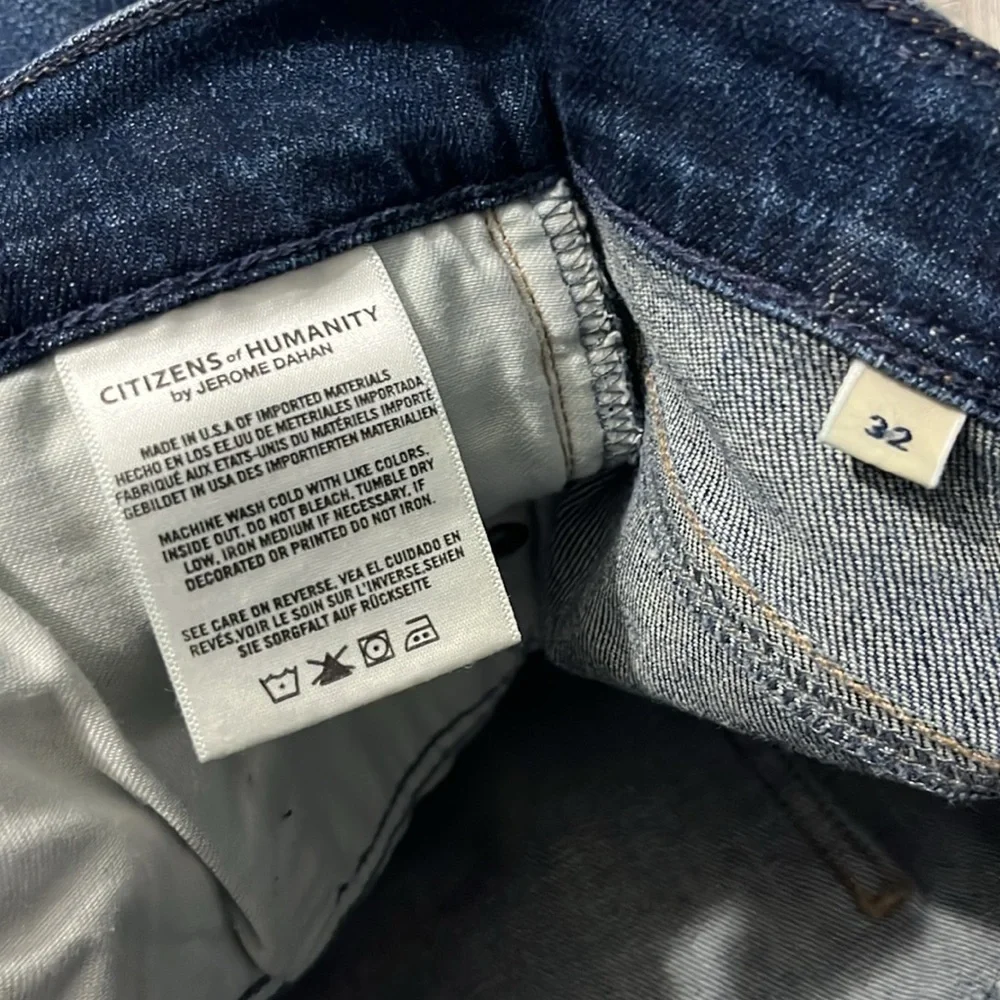 CITIZENS of HUMANITY
by JEROME DAHAN
MADE IN U.S.A OF IMPORTED MATERIALS
HECHO EN LOS EE.UU DE METERIALES IMPORTADA
FABRIQUÉ AUX ETATS-UNIS DU MATÉRIELS IMPORTÉ
GEBILDET IN USA DES IMPORTIERTEN MATERIALIEN
MACHINE WASH COLD WITH LIKE COLORS,
INSIDE OUT. DO NOT BLEACH. TUMBLE DRY
LOW. IRON MEDIUM IF NECESSARY. IF
DECORATED OR PRINTED DO NOT IRON.
SEE CARE ON REVERSE. VEA EL CUIDADO EN
REVÉS.VOIR LE SOIN SUR L'INVERSE.SEHEN
SIE SORGFALT AUF RÜCKSEITE
32